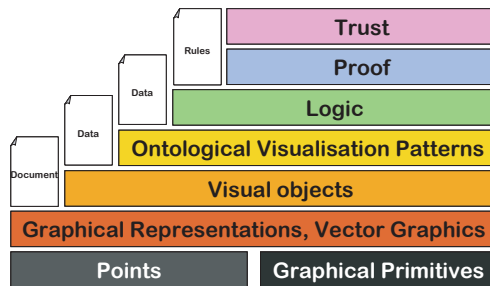 Trust
Rules
Proof
Data
Logic
Data
Ontological Visualisation Patterns
Document
Visual objects
Graphical Representations, Vector Graphics
Points
Graphical Primitives